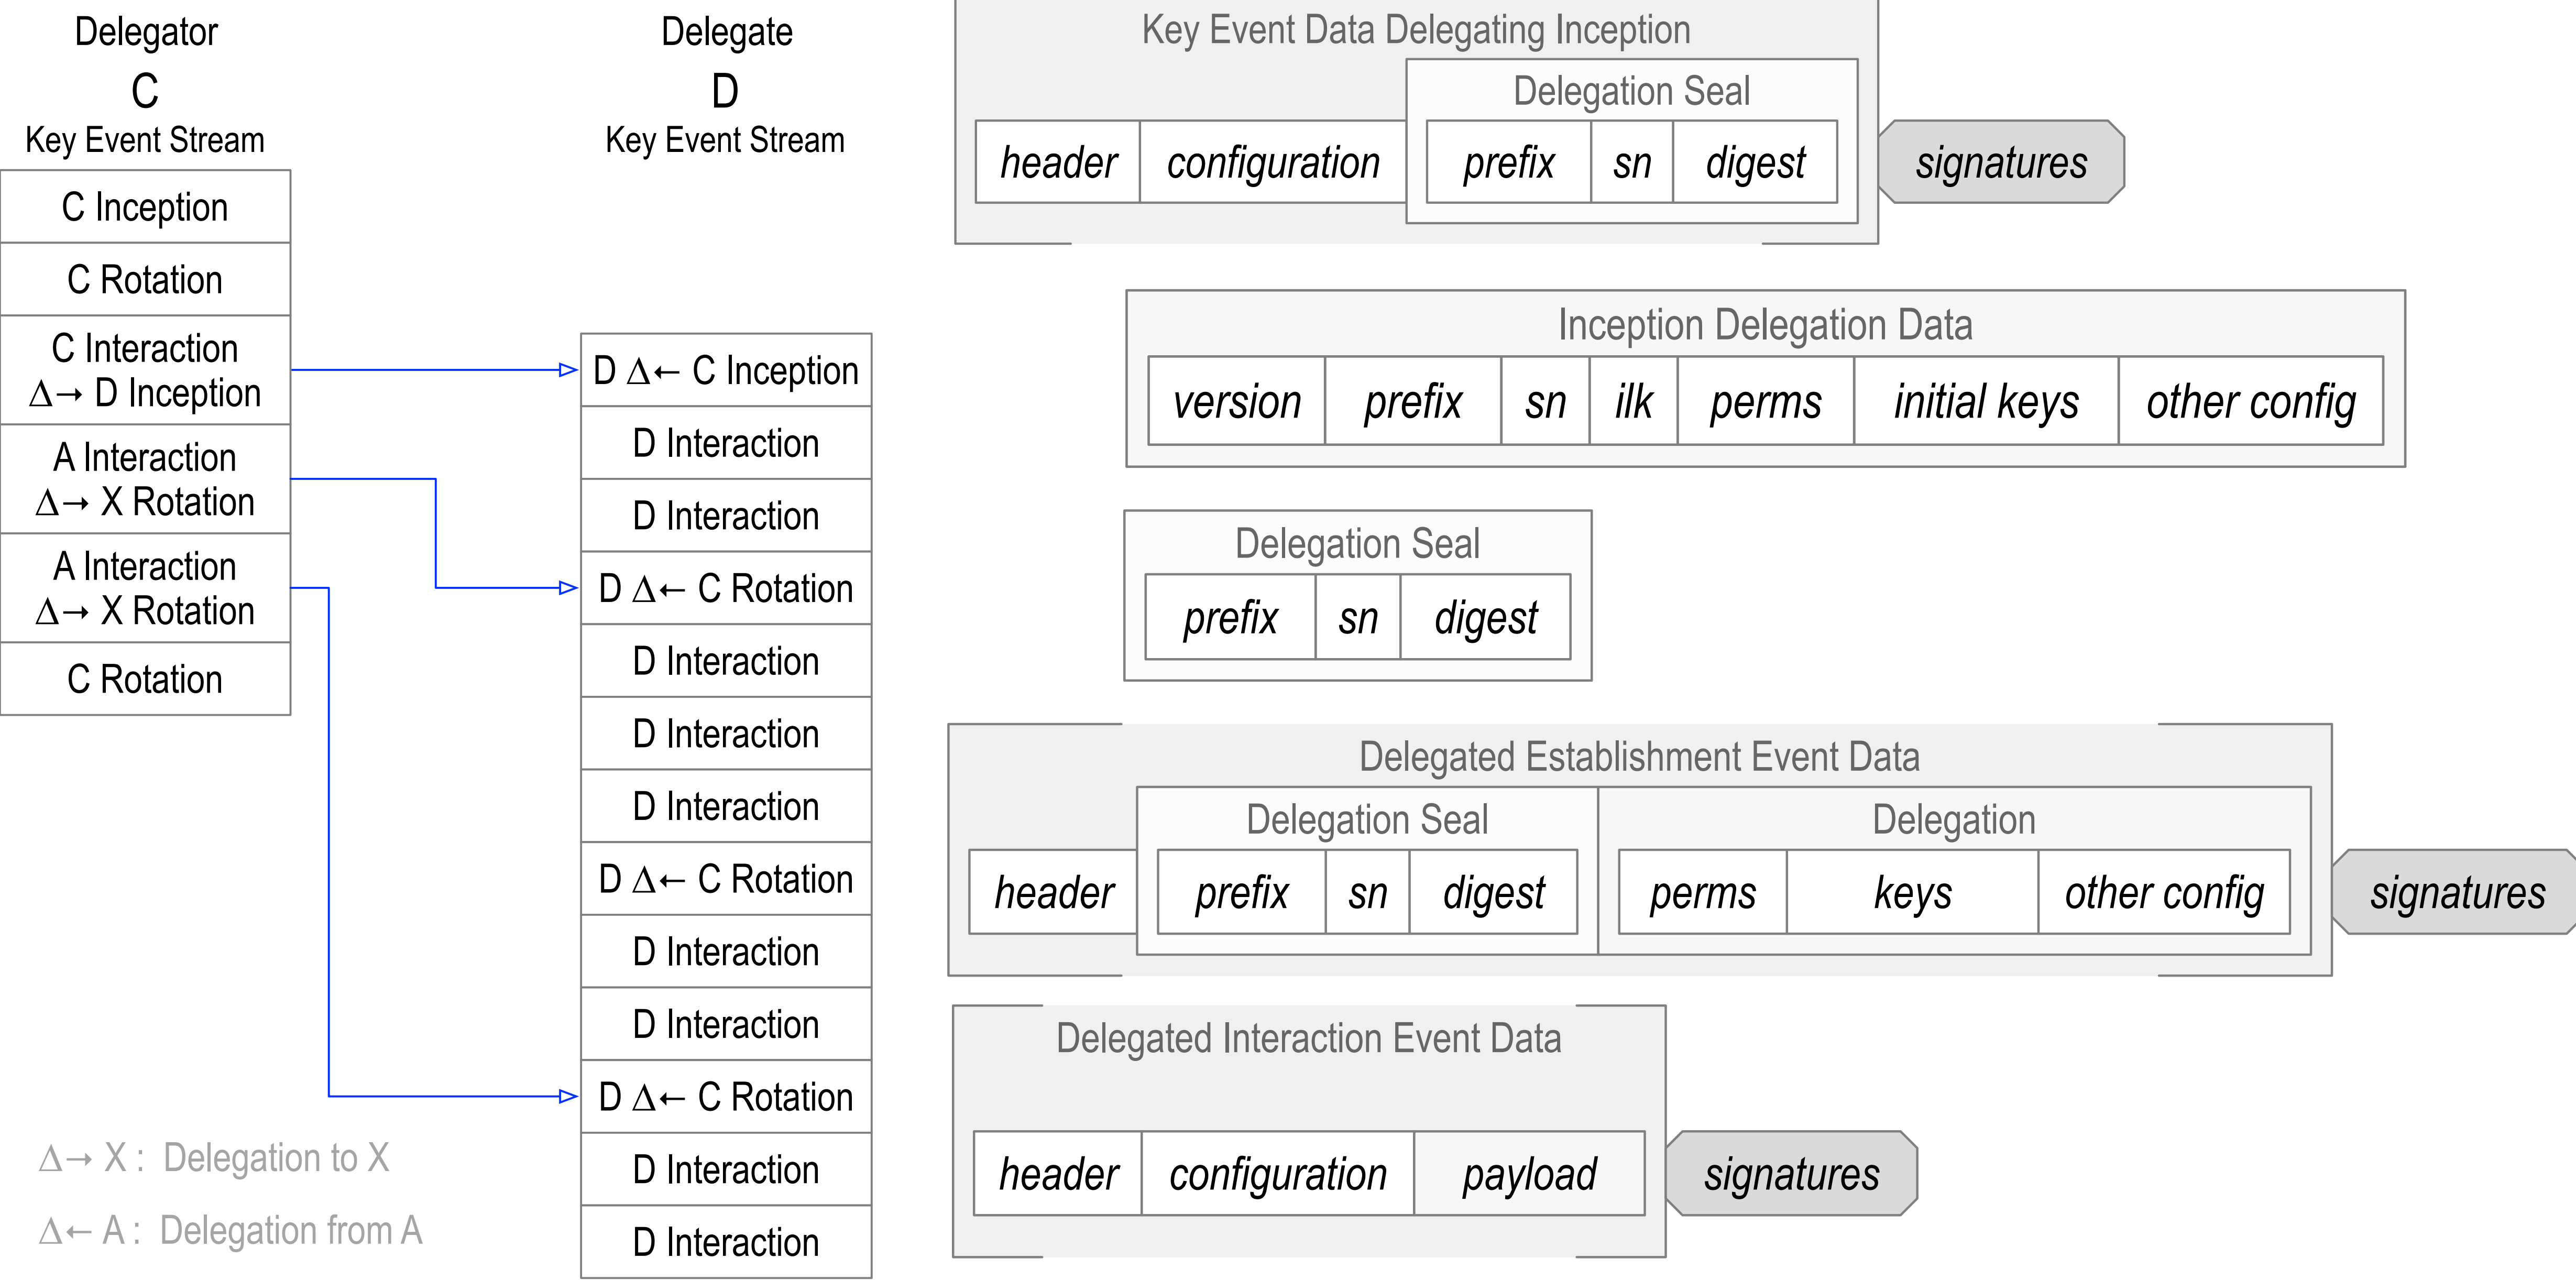 Delegator
C
Key Event Stream
C Inception
C Rotation
C Interaction
Δ→ D Inception
A Interaction
Δ→ X Rotation
A Interaction
Δ→ X Rotation
C Rotation
Δ→ X : Delegation to X
Δ← A : Delegation from A
Delegate
D
Key Event Stream
D Δ← C Inception
D Interaction
D Interaction
D Δ← C Rotation
D Interaction
D Interaction
D Interaction
D Δ← C Rotation
D Interaction
D Interaction
D Δ← C Rotation
D Interaction
D Interaction
Key Event Data Delegating Inception
Delegation Seal
header configuration prefix sn digest signatures
Inception Delegation Data
version prefix sn ilk perms initial keys other config
Delegation Seal
prefix sn digest
Delegated Establishment Event Data
Delegation Seal Delegation
header prefix sn digest perms keys other config signatures
Delegated Interaction Event Data
header configuration payload signatures